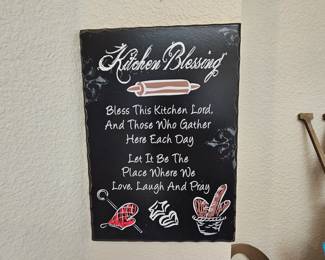 Kitchen Blessing
Bless This Kitchen Lord,
And Those Who Gather
Here Each Day
Let It Be The
Place Where We
Love, Laugh And Pray